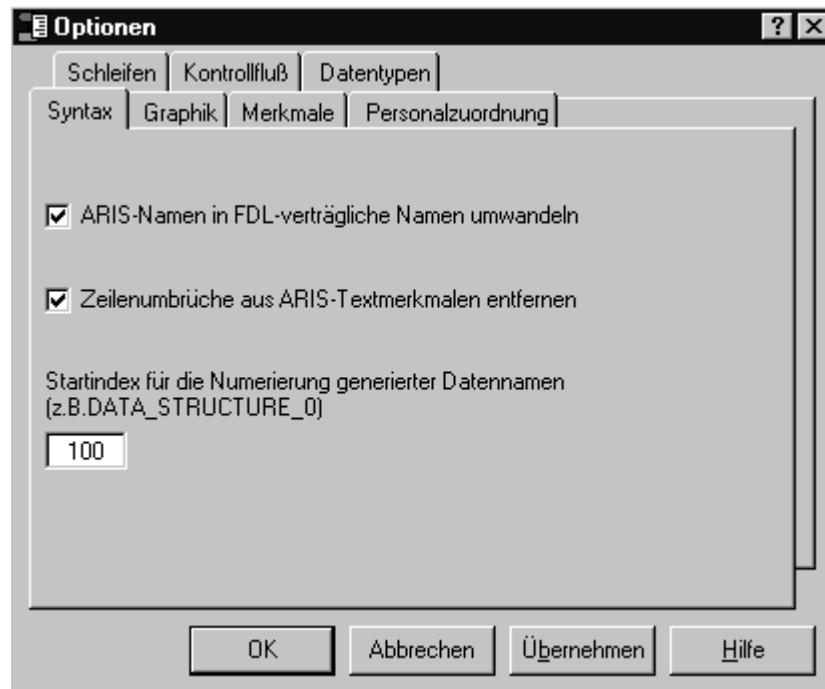 Optionen
Schleifen Kontrollfluß Datentypen
Syntax Graphik Merkmale Personalzuordnung
ARIS-Namen in FDL-verträgliche Namen umwandeln
Zeilenumbrüche aus ARIS-Textmerkmalen entfernen
Startindex für die Numerierung generierter Datennamen
(z.B.DATA_STRUCTURE_0)
100
OK Abbrechen Übernehmen Hilfe